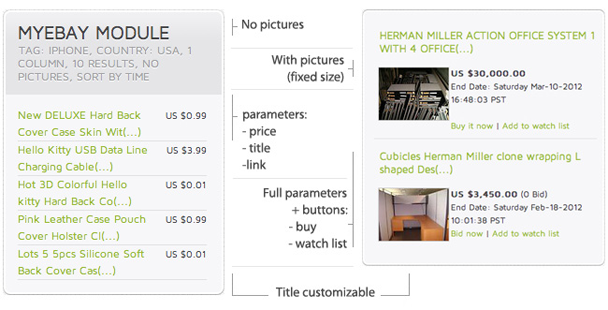 MYEBAY MODULE
TAG: IPHONE, COUNTRY: USA, 1
COLUMN, 10 RESULTS, NO
PICTURES, SORT BY TIME
New DELUXE Hard Back US $0.99
Cover Case Skin Wit(...)
Hello Kitty USB Data Line US $3.99
Charging Cable(...)
Hot 3D Colorful Hello US $0.01
kitty Hard Back Co(...)
Pink Leather Case Pouch US $0.99
Cover Holster Cl(...)
Lots 5 5pcs Silicone Soft US $0.01
Back Cover Cas(...)
No pictures
With pictures
(fixed size)
parameters:
- price
- title
-link
Full parameters
+ buttons:
- buy
- watch list
Title customizable
HERMAN MILLER ACTION OFFICE SYSTEM 1
WITH 4 OFFICE(...)
US $30,000.00
End Date: Saturday Mar-10-2012
16:48:03 PST
Buy it now | Add to watch list
Cubicles Herman Miller clone wrapping L
shaped Des(...)
US $3,450.00 (0 Bid)
End Date: Saturday Feb-18-2012
10:01:38 PST
Bid now | Add to watch list